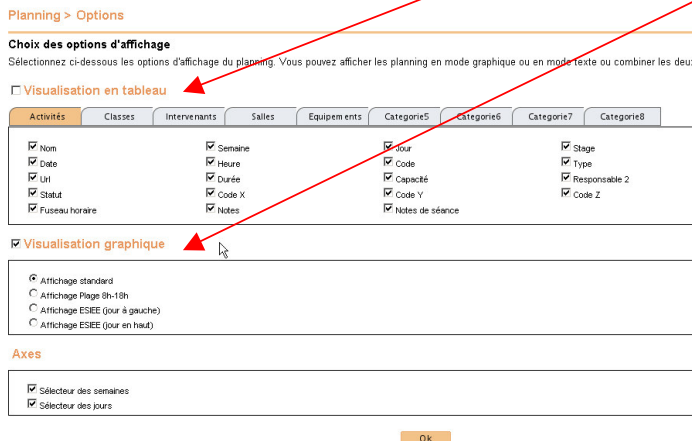 Planning > Options
Choix des options d'affichage
Sélectionnez ci-dessous les options d'affichage du planning. Vous pouvez afficher les planning en mode graphique ou en mode texte ou combiner les deux
Visualisation en tableau
Activités Classes Intervenants Salles Equipements Categorie5 Categorie6 Categorie7 Categorie8
Nom Semaine Jour Stage
Date Heure Code Type
Url Durée Capacité Responsable 2
Statut Code X Code Y Code Z
Fuseau horaire Notes Notes de séance
Visualisation graphique
Affichage standard
Affichage Plage 8h-18h
Affichage ESIEE (jour à gauche)
Affichage ESIEE (jour en haut)
Axes
Sélecteur des semaines
Sélecteur des jours
Ok